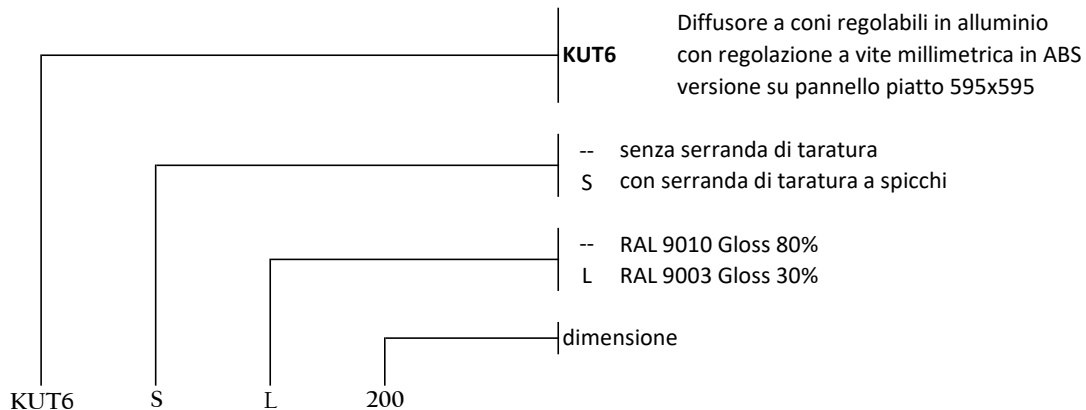 Diffusore a coni regolabili in alluminio
KUT6 con regolazione a vite millimetrica in ABS
versione su pannello piatto 595x595
-- senza serranda di taratura
S con serranda di taratura a spicchi
-- RAL 9010 Gloss 80%
L RAL 9003 Gloss 30%
dimensione
KUT6 S L 200